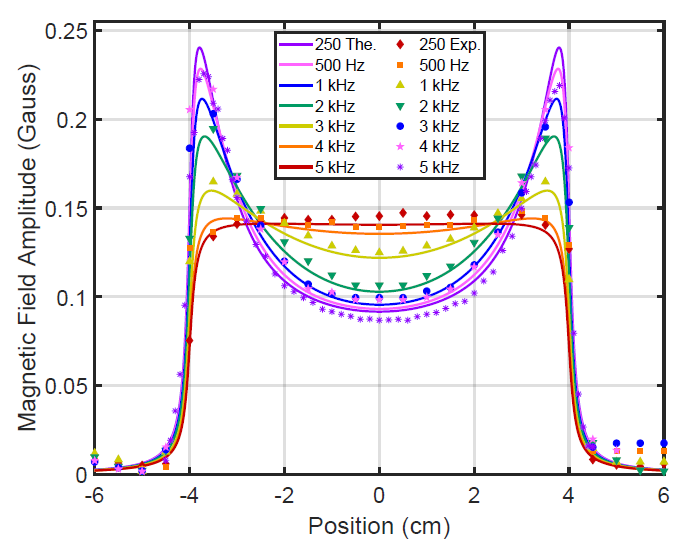 0.25
0.2
0.15
0.1
0.05
0
Magnetic Field Amplitude (Gauss)
250 The. 250 Exp.
500 Hz 500 Hz
1 kHz 1 kHz
2 kHz 2 kHz
3 kHz 3 kHz
4 kHz 4 kHz
5 kHz 5 kHz
-6 -4 -2 0 2 4 6
Position (cm)